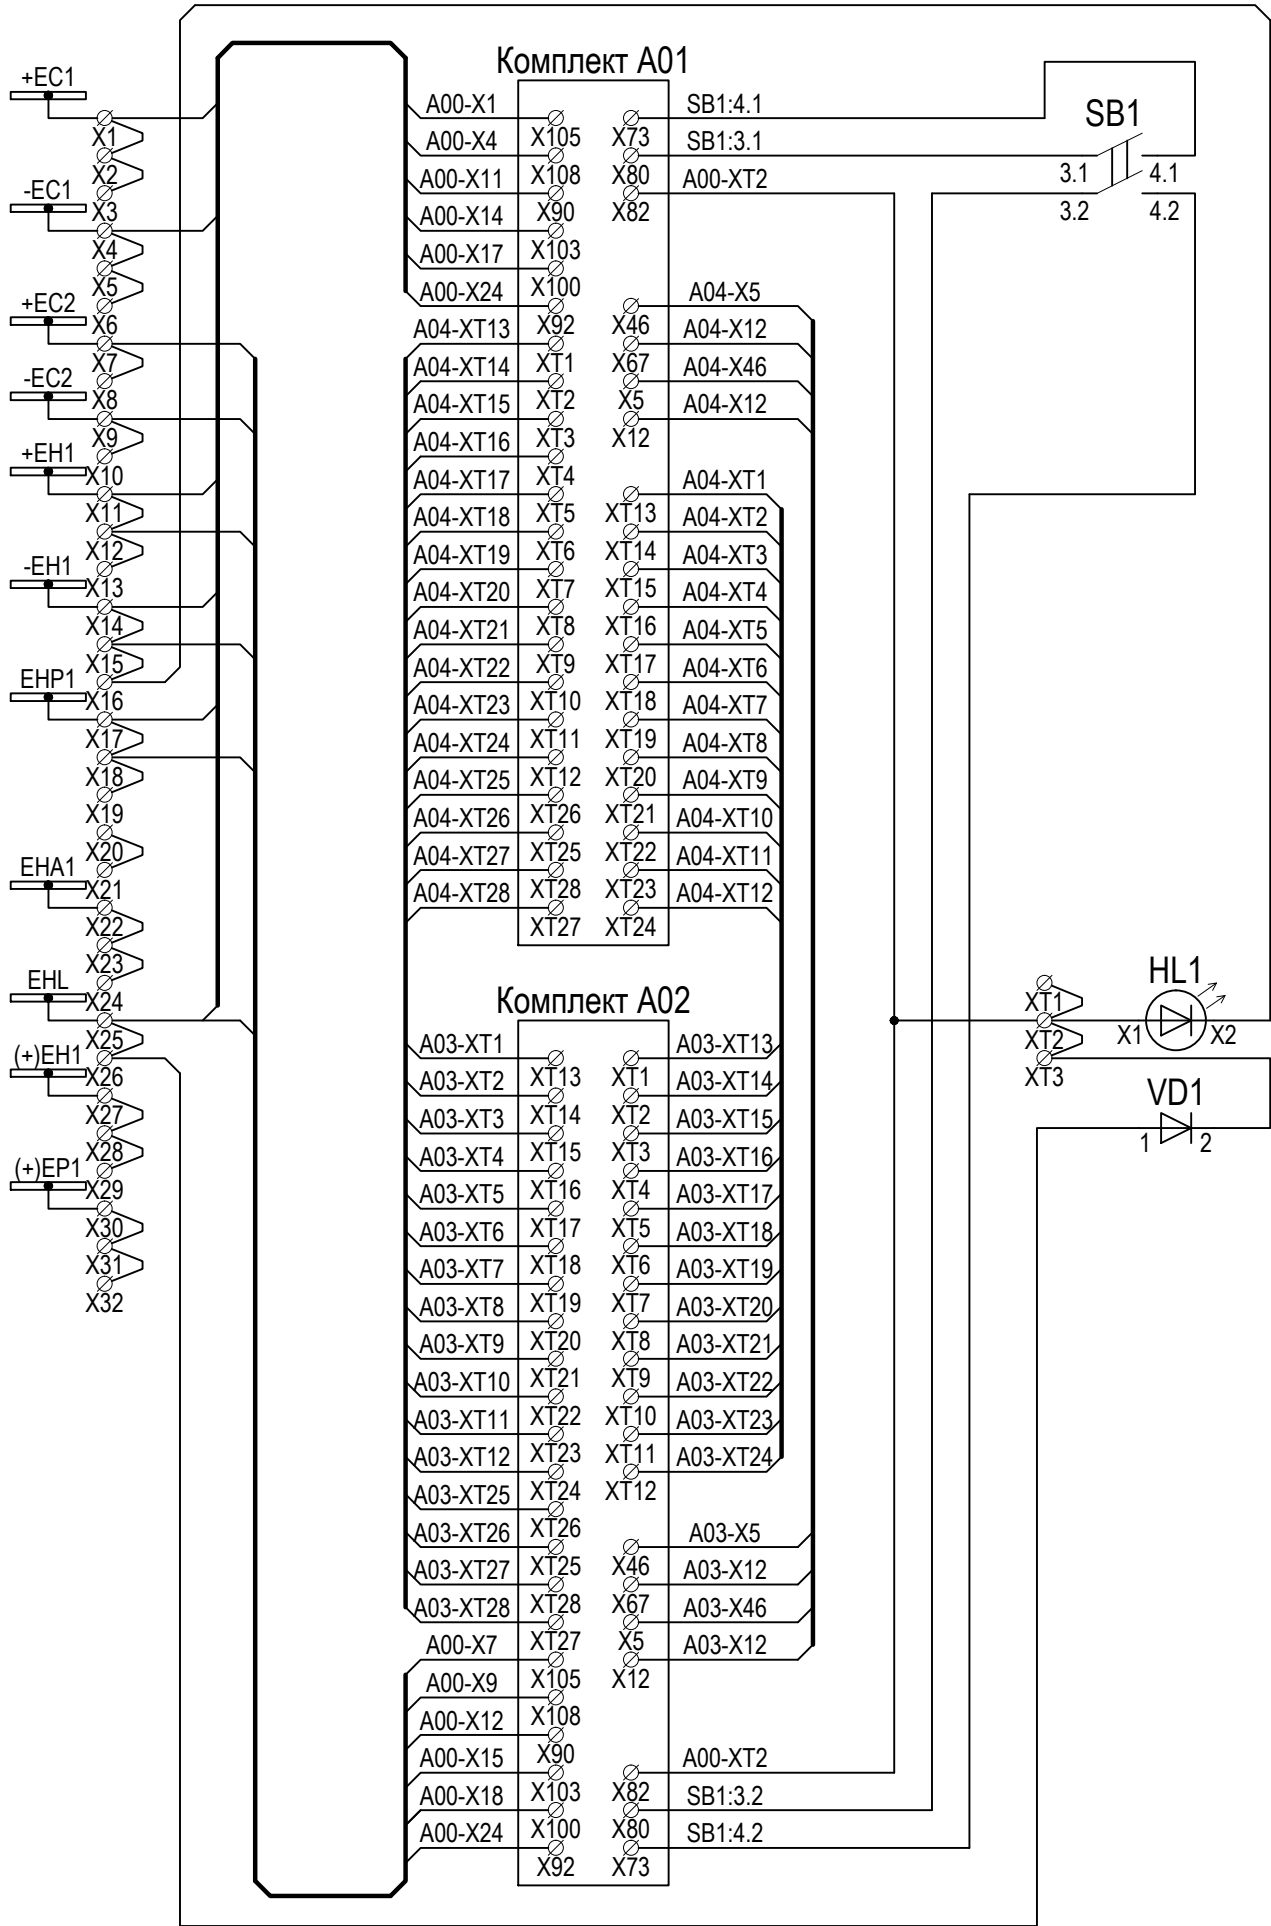 +EC1
X1
X2
-EC1
X3
X4
X5
+EC2
X6
X7
-EC2
X8
X9
+EH1
X10
X11
X12
-EH1
X13
X14
X15
EHP1
X16
X17
X18
X19
X20
EHA1
X21
X22
X23
EHL
X24
X25
(+)EH1
X26
X27
X28
(+)EP1
X29
X30
X31
X32
Комплект А01
A00-X1
X105
A00-X4
X108
A00-X11
X90
A00-X14
X103
A00-X17
X100
A00-X24
X92
A04-XT13
XT1
A04-XT14
XT2
A04-XT15
XT3
A04-XT16
XT4
A04-XT17
XT5
A04-XT18
XT6
A04-XT19
XT7
A04-XT20
XT8
A04-XT21
XT9
A04-XT22
XT10
A04-XT23
XT11
A04-XT24
XT12
A04-XT25
XT26
A04-XT26
XT25
A04-XT27
XT28
A04-XT28
XT27
SB1:4.1
X73
SB1:3.1
X80
A00-XT2
X82
A04-X5
X46
A04-X12
X67
A04-X46
X5
A04-X12
X12
A04-XT1
XT13
A04-XT2
XT14
A04-XT3
XT15
A04-XT4
XT16
A04-XT5
XT17
A04-XT6
XT18
A04-XT7
XT19
A04-XT8
XT20
A04-XT9
XT21
A04-XT10
XT22
A04-XT11
XT23
A04-XT12
XT24
Комплект А02
A03-XT1
XT13
A03-XT2
XT14
A03-XT3
XT15
A03-XT4
XT16
A03-XT5
XT17
A03-XT6
XT18
A03-XT7
XT19
A03-XT8
XT20
A03-XT9
XT21
A03-XT10
XT22
A03-XT11
XT23
A03-XT12
XT24
A03-XT25
XT26
A03-XT26
XT25
A03-XT27
XT28
A03-XT28
XT27
A00-X7
X105
A00-X9
X108
A00-X12
X90
A00-X15
X103
A00-X18
X100
A00-X24
X92
A03-XT13
XT1
A03-XT14
XT2
A03-XT15
XT3
A03-XT16
XT4
A03-XT17
XT5
A03-XT18
XT6
A03-XT19
XT7
A03-XT20
XT8
A03-XT21
XT9
A03-XT22
XT10
A03-XT23
XT11
A03-XT24
XT12
A03-X5
X46
A03-X12
X67
A03-X46
X5
A03-X12
X12
A00-XT2
X82
SB1:3.2
X80
SB1:4.2
X73
SB1
3.1 4.1
3.2 4.2
HL1
XT1
X1 X2
XT2
XT3
VD1
1 2